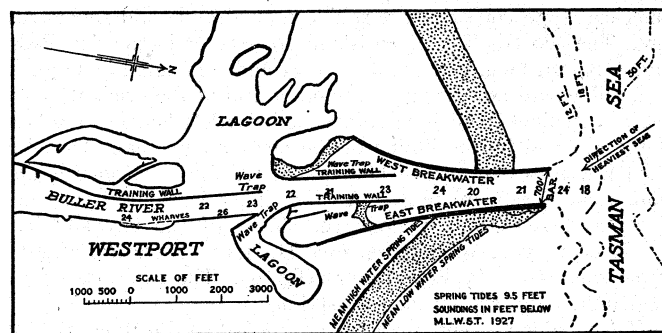 N
LAGOON
SEA
TASMAN
12 FT.
18 FT.
30 FT.
DIRECTION OF
HEAVIEST SEAS
Wave Trap
TRAINING WALL
WEST BREAKWATER
Wave
Trap
TRAINING WALL
BULLER RIVER
TRAINING WALL
22 21 23 24 20 21 24 18
700'
BAR
24 WHARVES 22 26 23
Wave Trap
Wave Trap
EAST BREAKWATER
WESTPORT
LAGOON
SCALE OF FEET
1000 500 0 1000 2000 3000
MEAN HIGH WATER SPRING TIDES
MEAN LOW WATER SPRING TIDES
SPRING TIDES 9.5 FEET
SOUNDINGS IN FEET BELOW
M.L.W.S.T. 1927